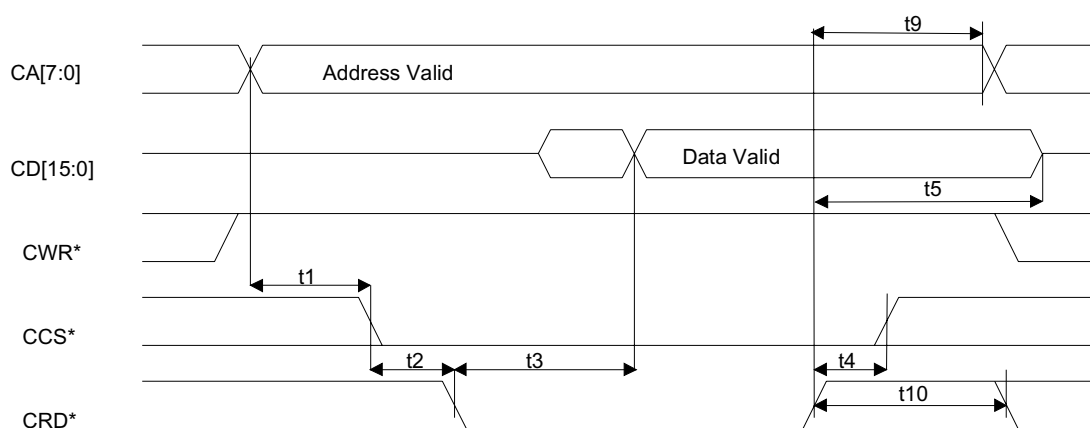 t9
CA[7:0]
Address Valid
CD[15:0]
Data Valid
t5
CWR*
t1
CCS*
t2
t3
t4
t10
CRD*